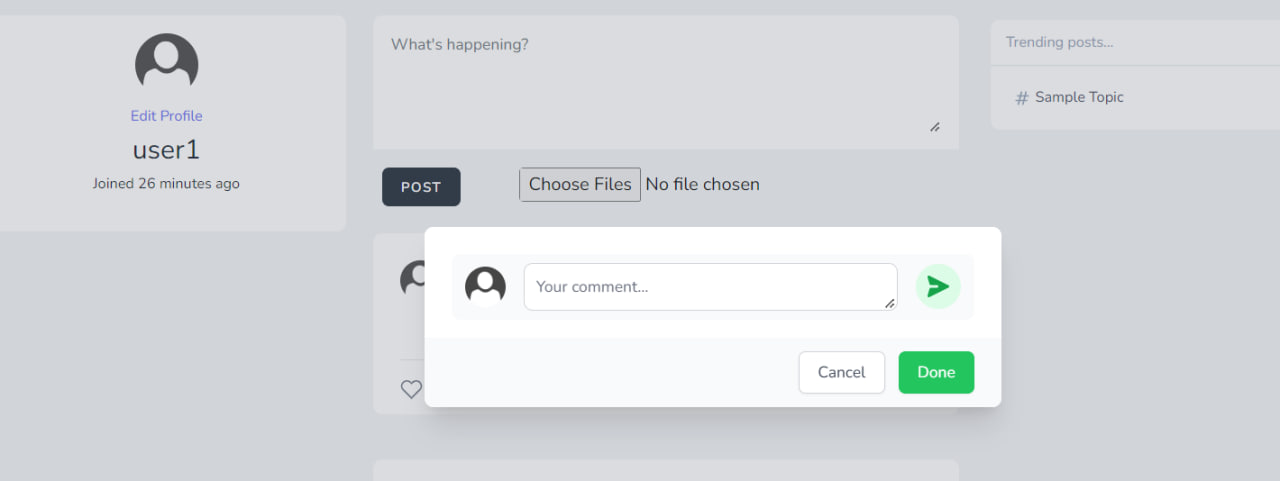 Edit Profile
user1
Joined 26 minutes ago
What's happening?
POST
Choose Files No file chosen
Trending posts...
# Sample Topic
Your comment...
Cancel
Done